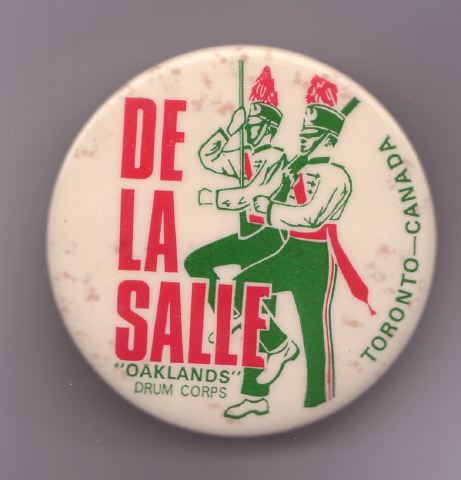 DE
LA
SALLE
"OAKLANDS"
DRUM CORPS
TORONTO—CANADA